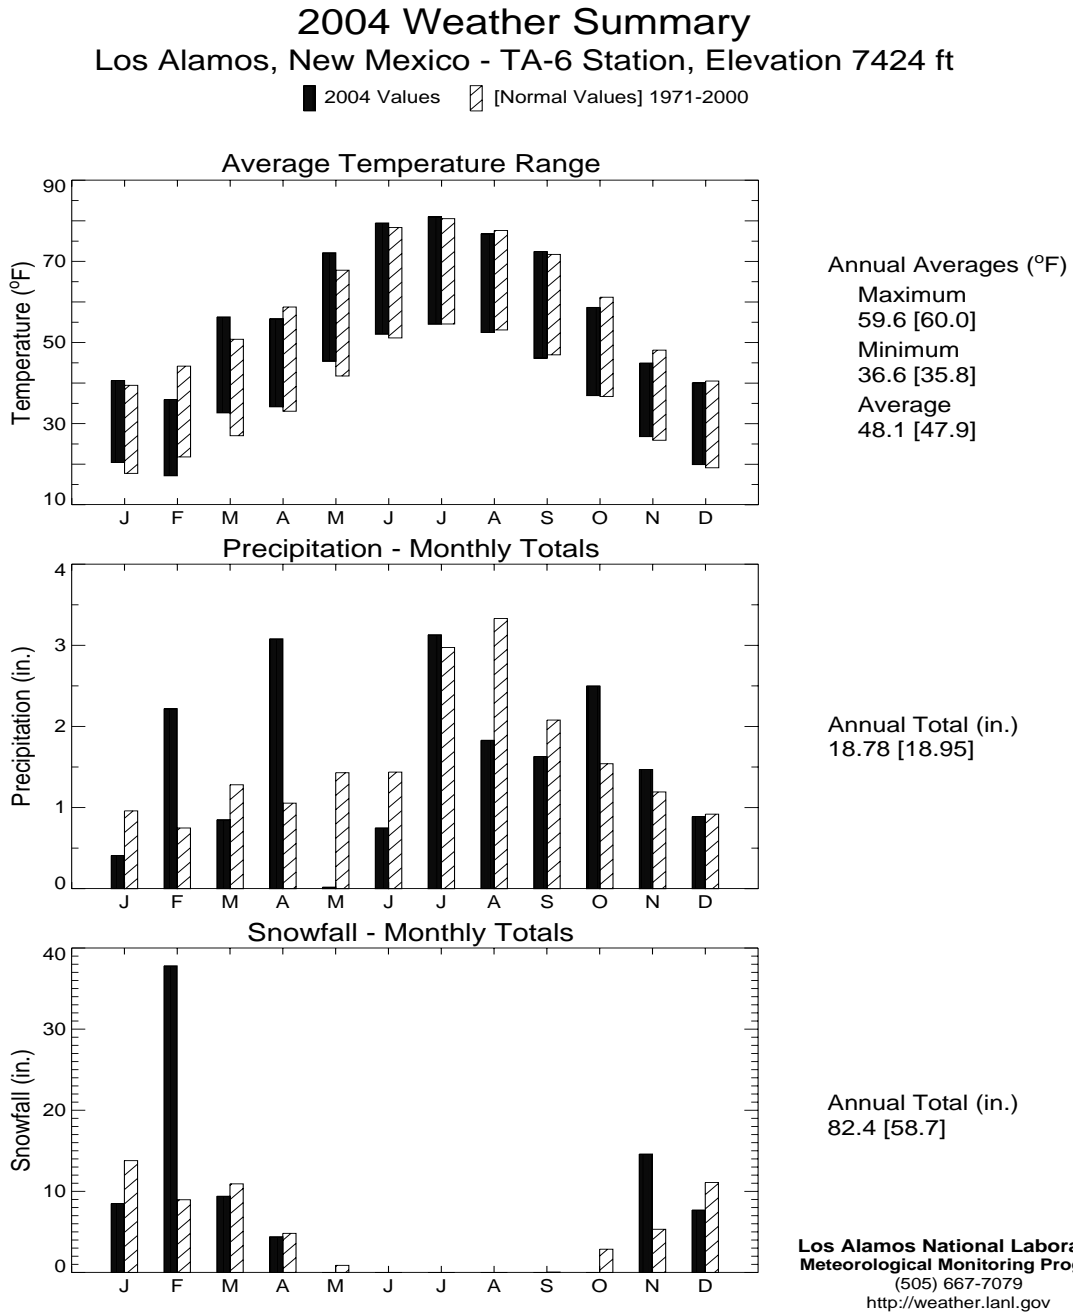 2004 Weather Summary
Los Alamos, New Mexico - TA-6 Station, Elevation 7424 ft
2004 Values [Normal Values] 1971-2000
Average Temperature Range
Temperature (°F)
90
70
50
30
10
J F M A M J J A S O N D
Annual Averages (°F)
Maximum
59.6 [60.0]
Minimum
36.6 [35.8]
Average
48.1 [47.9]
Precipitation - Monthly Totals
Precipitation (in.)
4
3
2
1
0
J F M A M J J A S O N D
Annual Total (in.)
18.78 [18.95]
Snowfall - Monthly Totals
Snowfall (in.)
40
30
20
10
0
J F M A M J J A S O N D
Annual Total (in.)
82.4 [58.7]
Los Alamos National Labora
Meteorological Monitoring Prog
(505) 667-7079
http://weather.lanl.gov